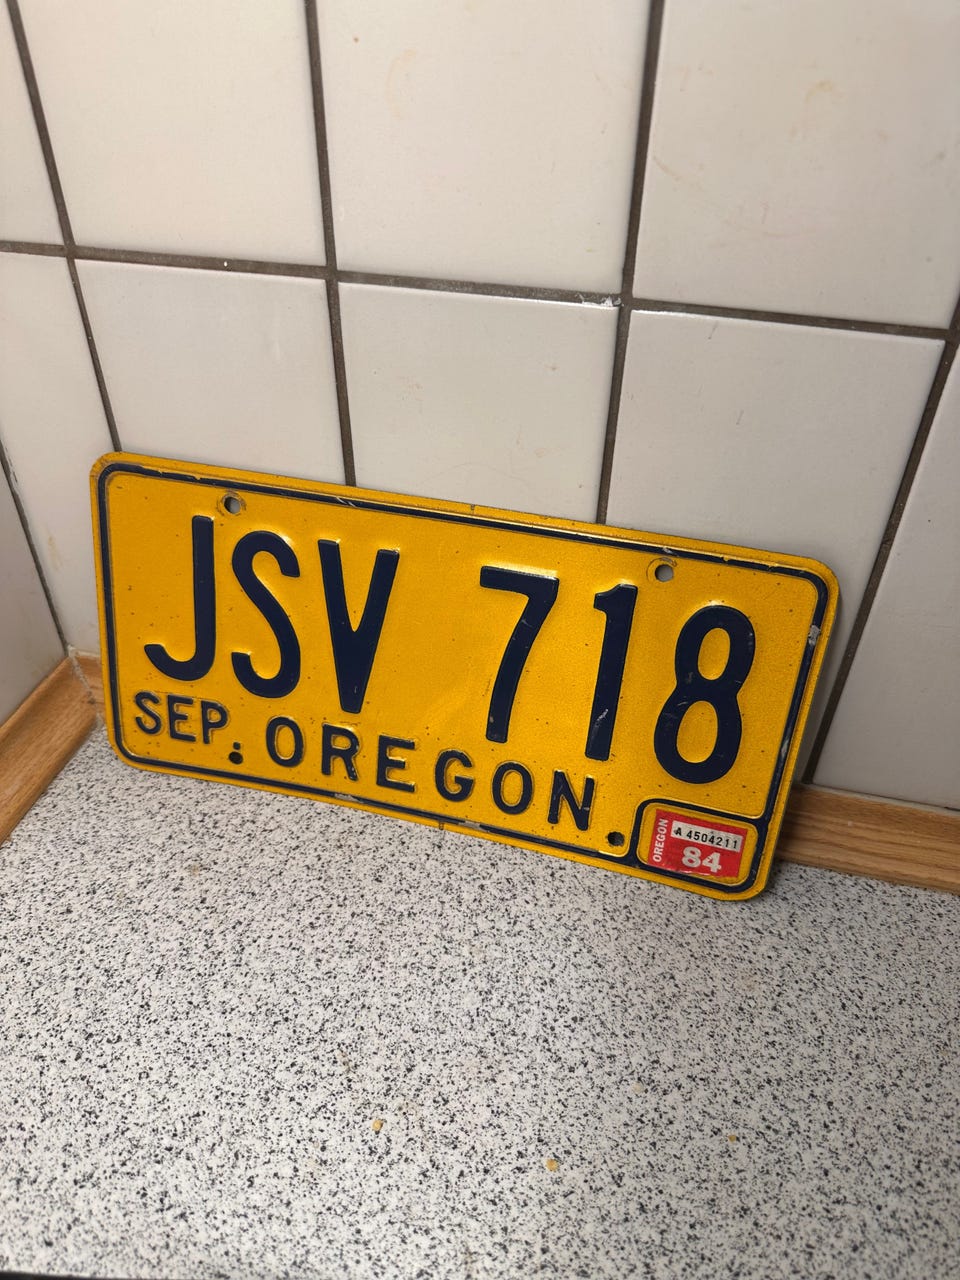 JSV 718
SEP. OREGON
OREGON
A 4504211
84